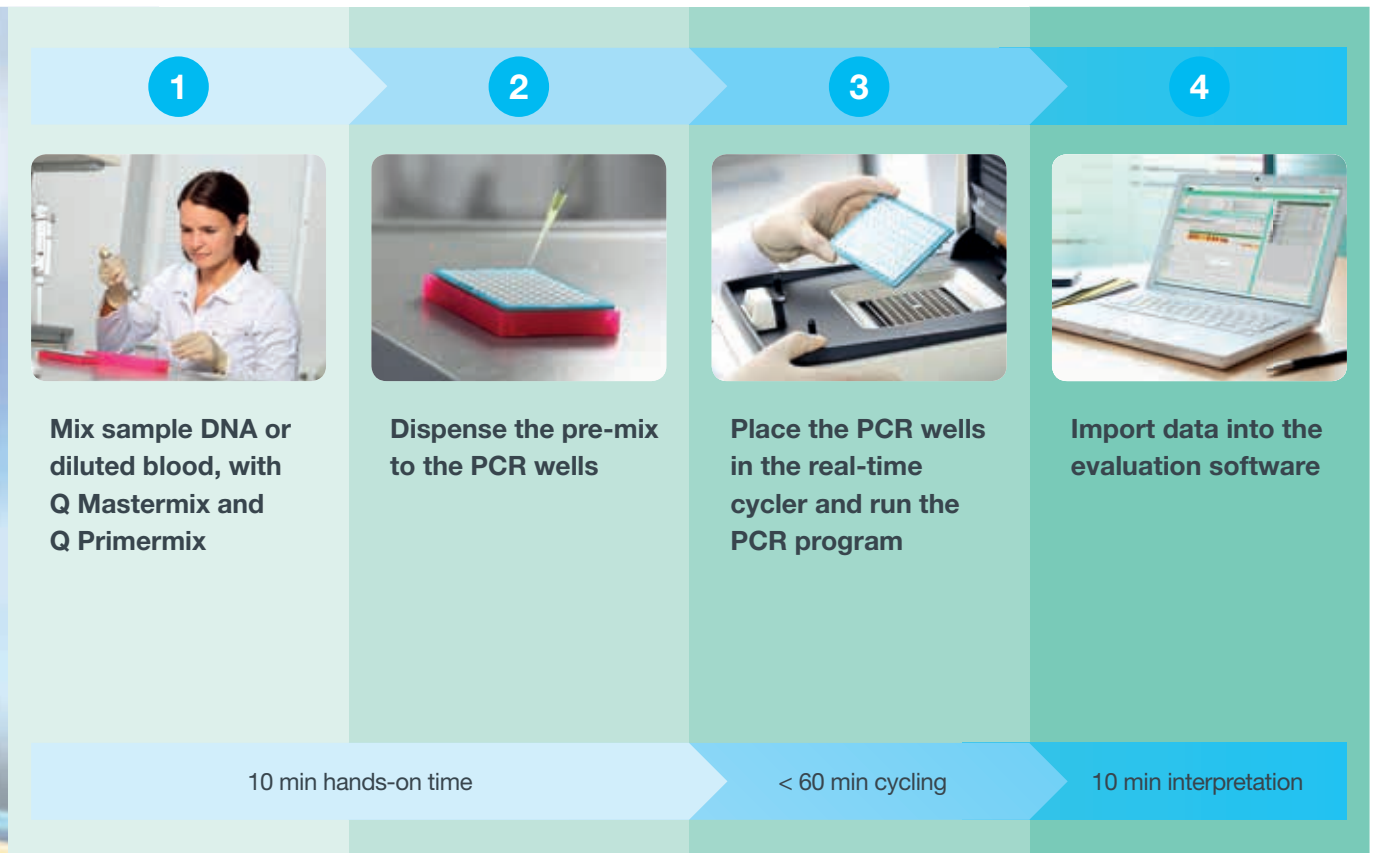 1
2
3
4
Mix sample DNA or
diluted blood, with
Q Mastermix and
Q Primermix
Dispense the pre-mix
to the PCR wells
Place the PCR wells
in the real-time
cycler and run the
PCR program
Import data into the
evaluation software
10 min hands-on time
< 60 min cycling
10 min interpretation